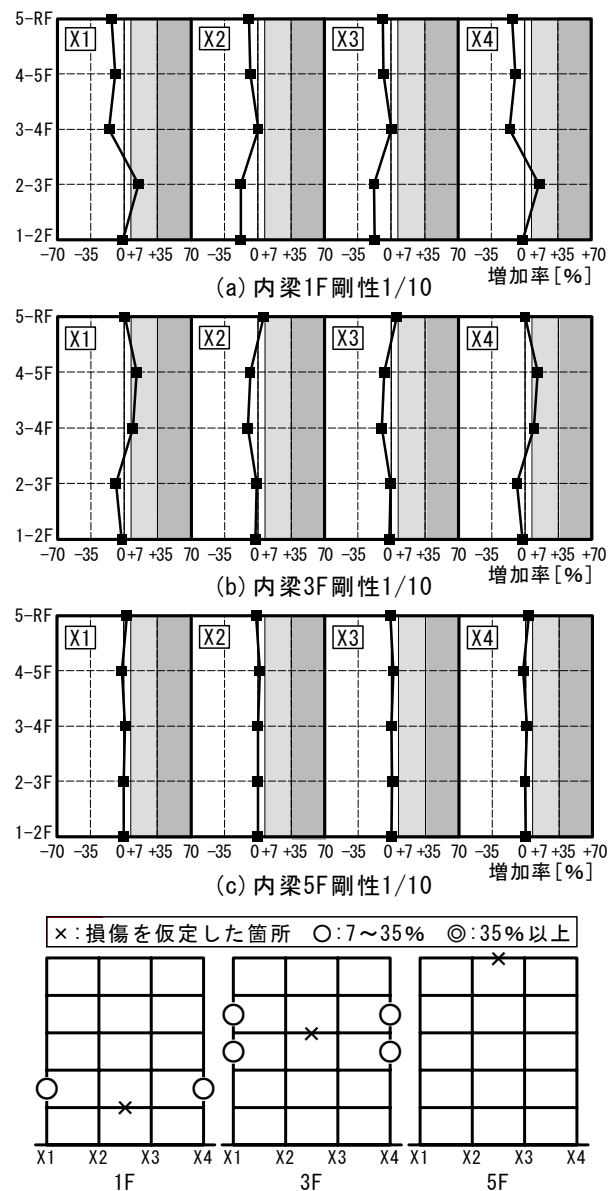 5-RF
X1 X2 X3 X4
4-5F
3-4F
2-3F
1-2F
-70 -35 0 +7 +35 70 -35 0 +7 +35 70 -35 0 +7 +35 70 -35 0 +7 +35 +70
(a) 内梁1F剛性1/10 増加率[%]
5-RF
X1 X2 X3 X4
4-5F
3-4F
2-3F
1-2F
-70 -35 0 +7 +35 70 -35 0 +7 +35 70 -35 0 +7 +35 70 -35 0 +7 +35 +70
(b) 内梁3F剛性1/10 増加率[%]
5-RF
X1 X2 X3 X4
4-5F
3-4F
2-3F
1-2F
-70 -35 0 +7 +35 70 -35 0 +7 +35 70 -35 0 +7 +35 70 -35 0 +7 +35 +70
(c) 内梁5F剛性1/10 増加率[%]
×:損傷を仮定した箇所 ○:7～35% ◎:35%以上
X1 X2 X3 X4 X1 X2 X3 X4 X1 X2 X3 X4
1F 3F 5F